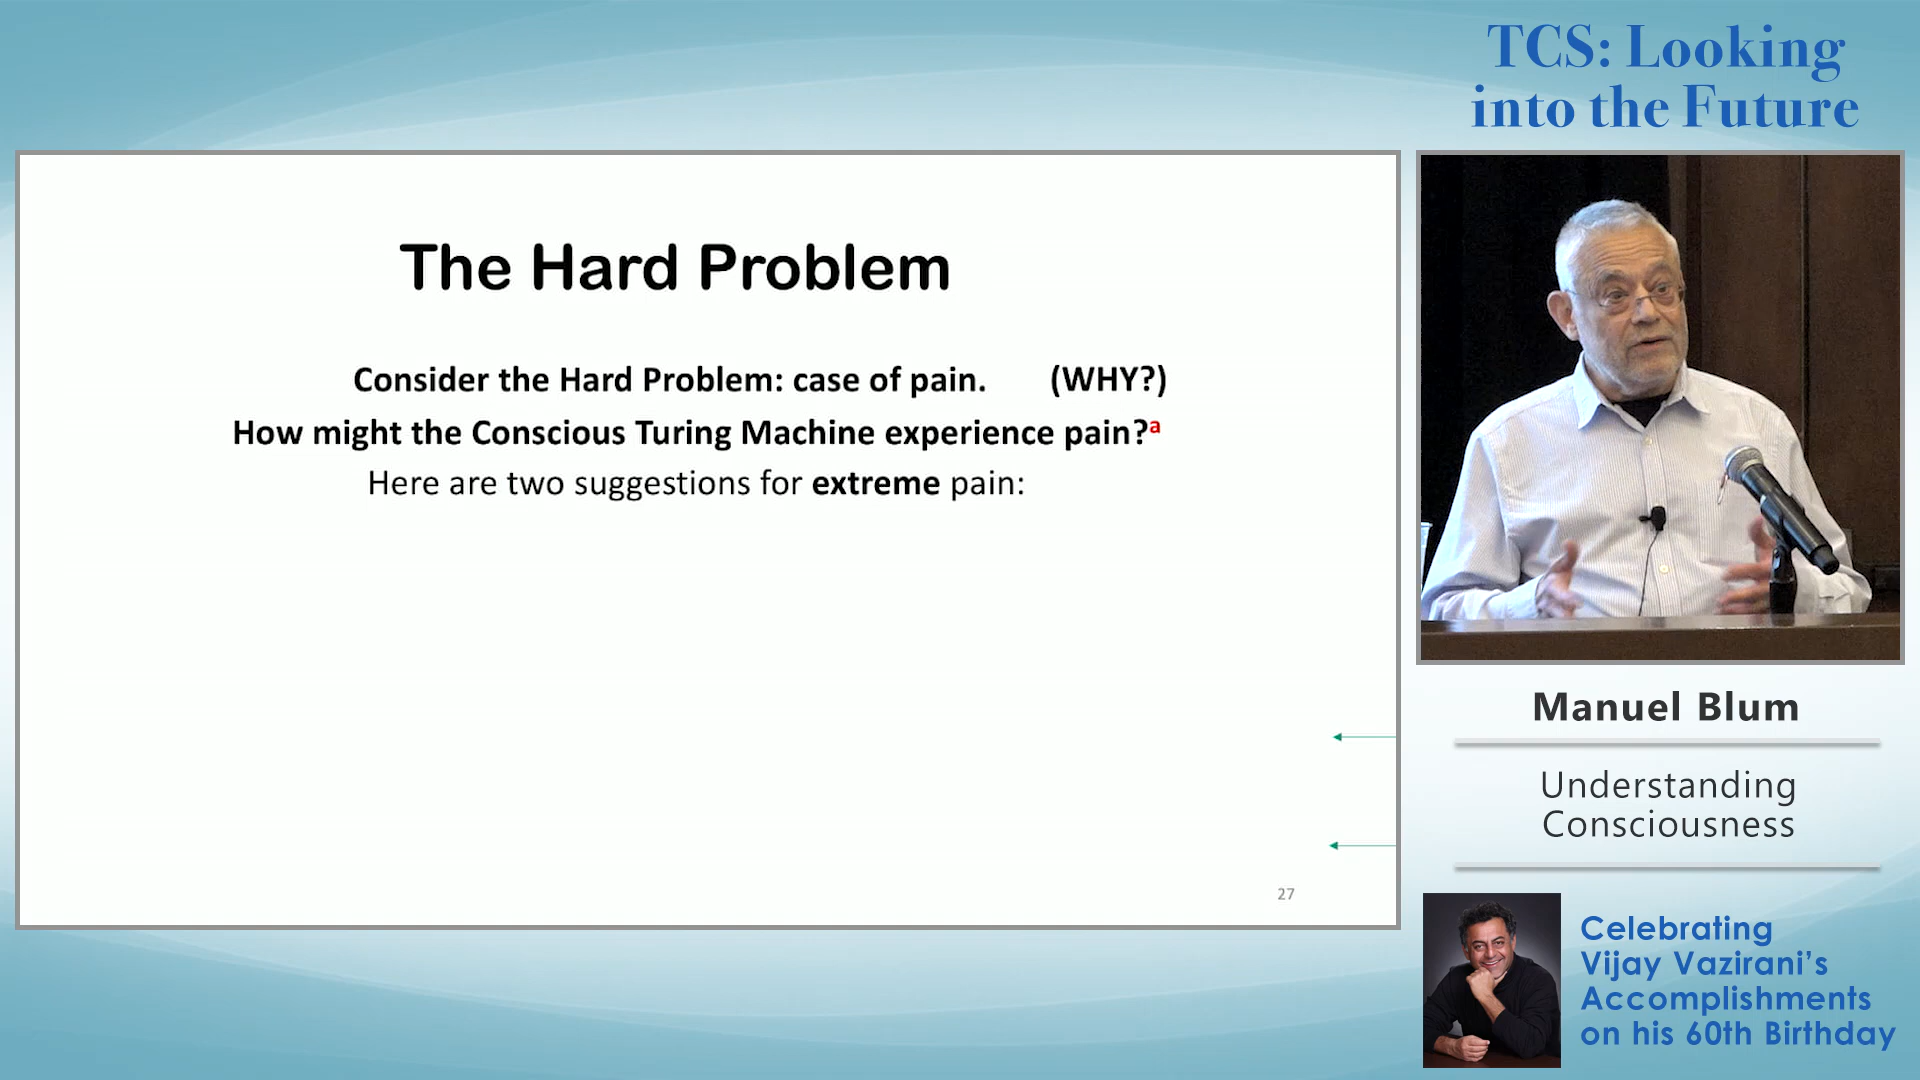 TCS: Looking
into the Future
The Hard Problem
Consider the Hard Problem: case of pain. (WHY?)
How might the Conscious Turing Machine experience pain?a
Here are two suggestions for extreme pain:
27
Manuel Blum
Understanding
Consciousness
Celebrating
Vijay Vazirani's
Accomplishments
on his 60th Birthday